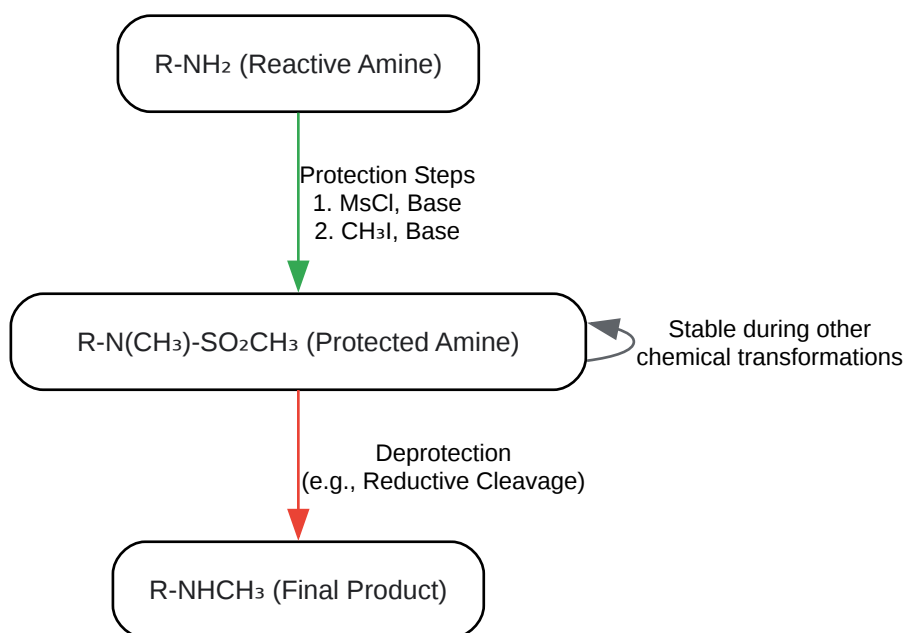 R-NH₂ (Reactive Amine)
Protection Steps
1. MsCl, Base
2. CH₃I, Base
R-N(CH₃)-SO₂CH₃ (Protected Amine)
Stable during other
chemical transformations
Deprotection
(e.g., Reductive Cleavage)
R-NHCH₃ (Final Product)